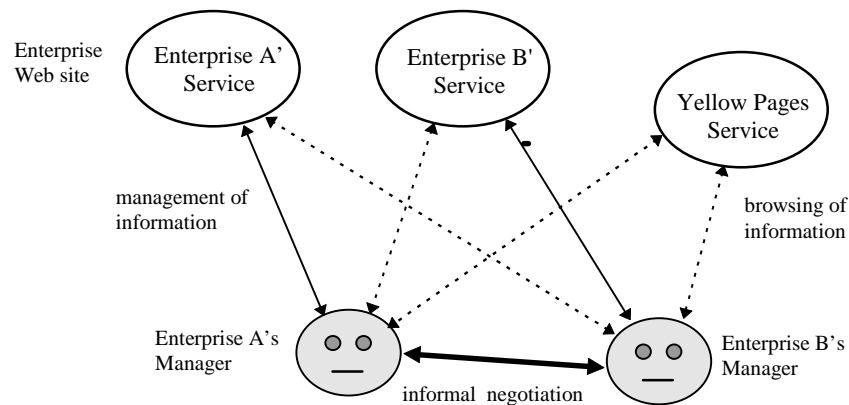 Enterprise
Web site
Enterprise A’
Service
Enterprise B'
Service
Yellow Pages
Service
management of
information
browsing of
information
Enterprise A’s
Manager
Enterprise B’s
Manager
informal negotiation